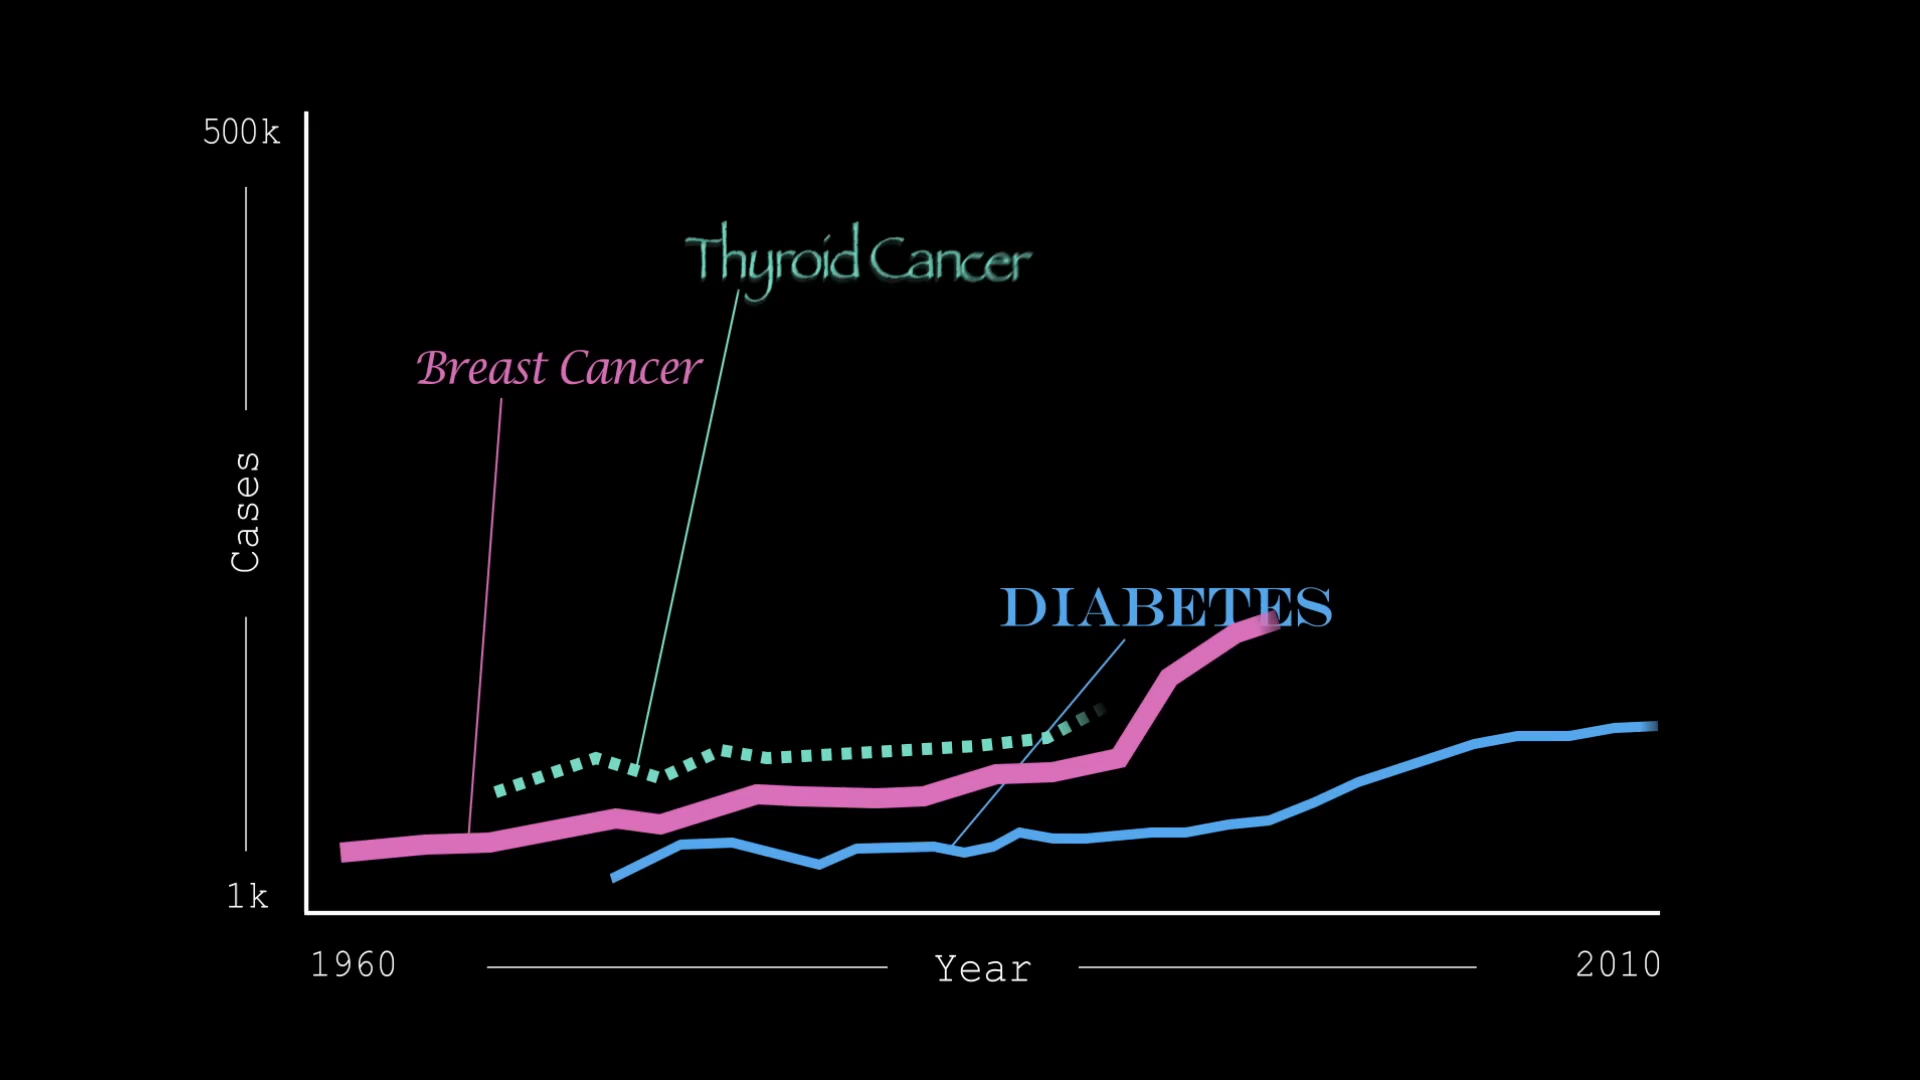 500k
Thyroid Cancer
Breast Cancer
Cases
DIABETES
1k
1960
Year
2010